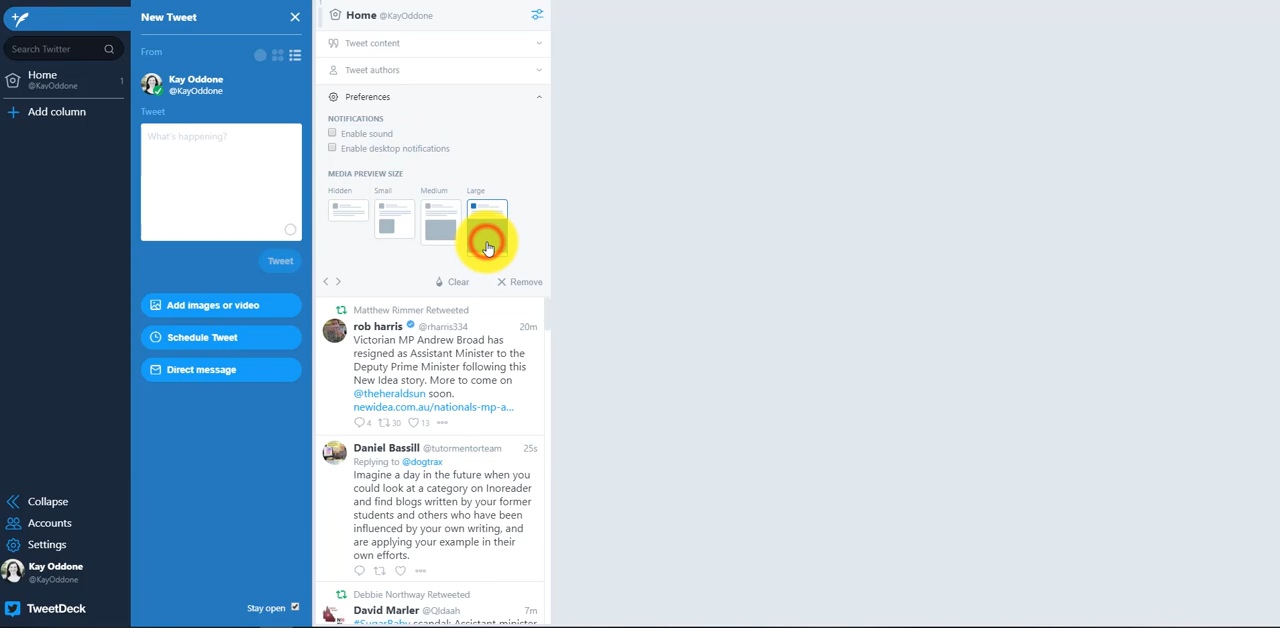 Search Twitter
Home
@KayOddone
1
Add column
Collapse
Accounts
Settings
Kay Oddone
@KayOddone
TweetDeck
New Tweet
From
Kay Oddone
@KayOddone
Tweet
What's happening?
Tweet
Add images or video
Schedule Tweet
Direct message
Stay open
Home @KayOddone
Tweet content
Tweet authors
Preferences
NOTIFICATIONS
Enable sound
Enable desktop notifications
MEDIA PREVIEW SIZE
Hidden Small Medium Large
Clear Remove
Matthew Rimmer Retweeted
rob harris @rharris334 20m
Victorian MP Andrew Broad has
resigned as Assistant Minister to the
Deputy Prime Minister following this
New Idea story. More to come on
@theheraldsun soon.
newidea.com.au/nationals-mp-a...
4 30 13
Daniel Bassill @tutormentorteam 25s
Replying to @dogtrax
Imagine a day in the future when you
could look at a category on Inoreader
and find blogs written by your former
students and others who have been
influenced by your own writing, and
are applying your example in their
own efforts.
Debbie Northway Retweeted
David Marler @Qldaah 7m
#SugarBaby scandal: Assistant minister